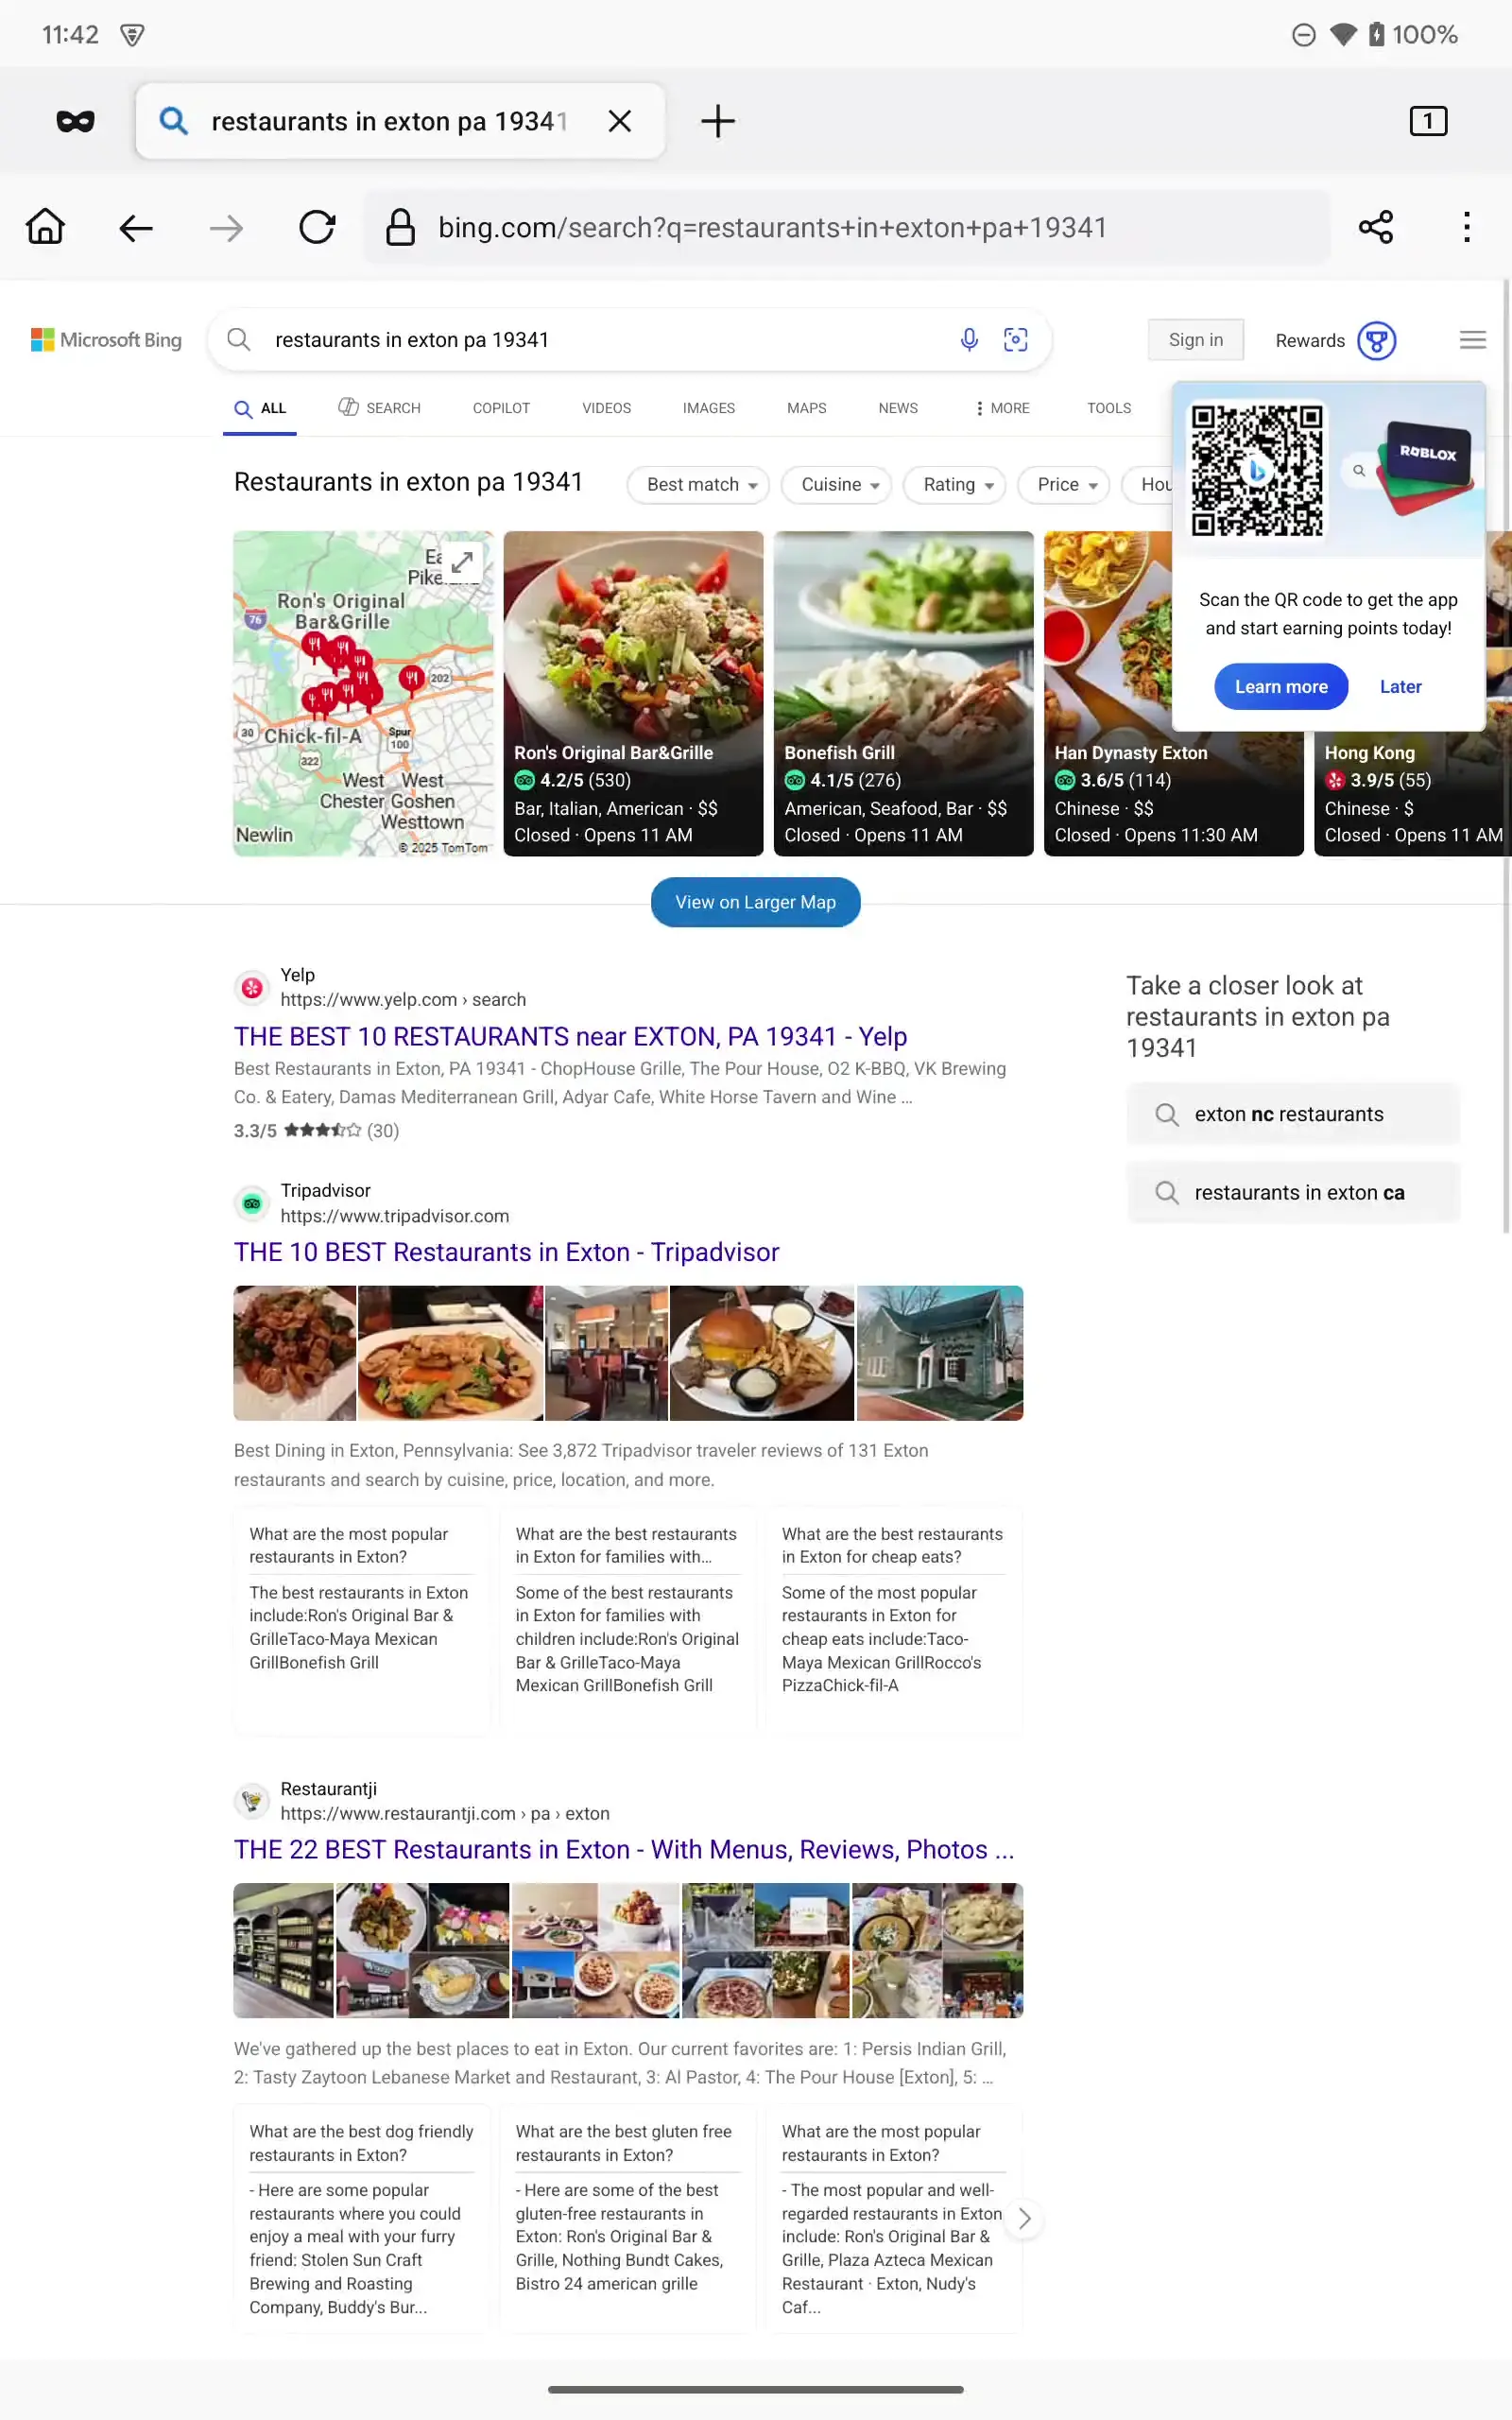 11:42
100%
restaurants in exton pa 19341
1
bing.com/search?q=restaurants+in+exton+pa+19341
Microsoft Bing
restaurants in exton pa 19341
Sign in
Rewards
ALL
SEARCH
COPILOT
VIDEOS
IMAGES
MAPS
NEWS
MORE
TOOLS
Restaurants in exton pa 19341
Best match
Cuisine
Rating
Price
Hou
ROBLOX
Scan the QR code to get the app
and start earning points today!
Learn more
Later
Ea
Pike
Ron's Original
Bar&Grille
76
202
30
Chick-fil-A
Spur
100
322
West West
Chester Goshen
Westtown
Newlin
© 2025 TomTom
Ron's Original Bar&Grille
4.2/5 (530)
Bar, Italian, American · $$
Closed · Opens 11 AM
Bonefish Grill
4.1/5 (276)
American, Seafood, Bar · $$
Closed · Opens 11 AM
Han Dynasty Exton
3.6/5 (114)
Chinese · $$
Closed · Opens 11:30 AM
Hong Kong
3.9/5 (55)
Chinese · $
Closed · Opens 11 AM
View on Larger Map
Yelp
https://www.yelp.com › search
THE BEST 10 RESTAURANTS near EXTON, PA 19341 - Yelp
Best Restaurants in Exton, PA 19341 - ChopHouse Grille, The Pour House, O2 K-BBQ, VK Brewing
Co. & Eatery, Damas Mediterranean Grill, Adyar Cafe, White Horse Tavern and Wine ...
3.3/5 (30)
Take a closer look at
restaurants in exton pa
19341
exton nc restaurants
restaurants in exton ca
Tripadvisor
https://www.tripadvisor.com
THE 10 BEST Restaurants in Exton - Tripadvisor
Best Dining in Exton, Pennsylvania: See 3,872 Tripadvisor traveler reviews of 131 Exton
restaurants and search by cuisine, price, location, and more.
What are the most popular
restaurants in Exton?
The best restaurants in Exton
include:Ron's Original Bar &
GrilleTaco-Maya Mexican
GrillBonefish Grill
What are the best restaurants
in Exton for families with...
Some of the best restaurants
in Exton for families with
children include:Ron's Original
Bar & GrilleTaco-Maya
Mexican GrillBonefish Grill
What are the best restaurants
in Exton for cheap eats?
Some of the most popular
restaurants in Exton for
cheap eats include:Taco-
Maya Mexican GrillRocco's
PizzaChick-fil-A
Restaurantji
https://www.restaurantji.com › pa › exton
THE 22 BEST Restaurants in Exton - With Menus, Reviews, Photos ...
We've gathered up the best places to eat in Exton. Our current favorites are: 1: Persis Indian Grill,
2: Tasty Zaytoon Lebanese Market and Restaurant, 3: Al Pastor, 4: The Pour House [Exton], 5: ...
What are the best dog friendly
restaurants in Exton?
- Here are some popular
restaurants where you could
enjoy a meal with your furry
friend: Stolen Sun Craft
Brewing and Roasting
Company, Buddy's Bur...
What are the best gluten free
restaurants in Exton?
- Here are some of the best
gluten-free restaurants in
Exton: Ron's Original Bar &
Grille, Nothing Bundt Cakes,
Bistro 24 american grille
What are the most popular
restaurants in Exton?
- The most popular and well-
regarded restaurants in Exton
include: Ron's Original Bar &
Grille, Plaza Azteca Mexican
Restaurant · Exton, Nudy's
Caf...